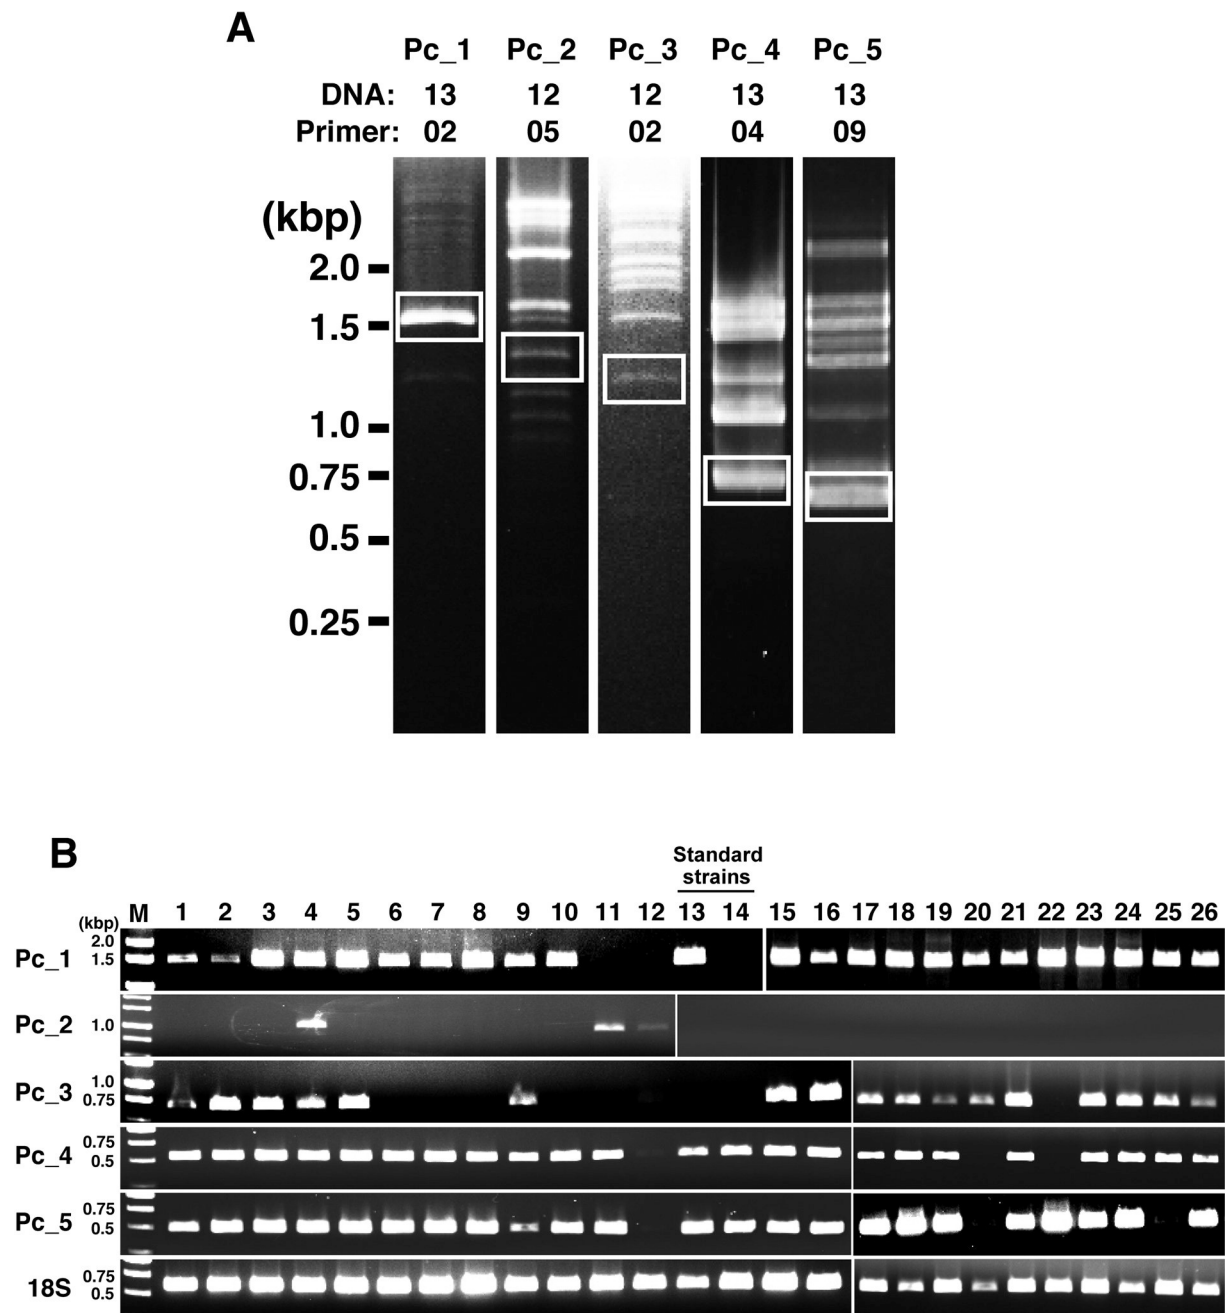 A
Pc_1 Pc_2 Pc_3 Pc_4 Pc_5
DNA: 13 12 12 13 13
Primer: 02 05 02 04 09
(kbp)
2.0
1.5
1.0
0.75
0.5
0.25
B
Standard
strains
(kbp) M 1 2 3 4 5 6 7 8 9 10 11 12 13 14 15 16 17 18 19 20 21 22 23 24 25 26
2.0
Pc_1 1.5
Pc_2 1.0
1.0
Pc_3 0.75
0.75
Pc_4 0.5
0.75
Pc_5 0.5
0.75
18S 0.5